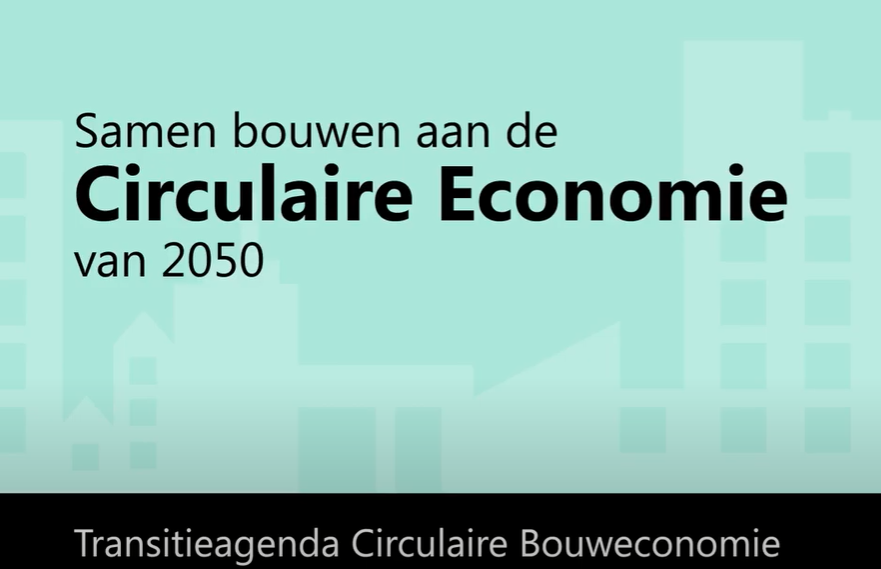 Samen bouwen aan de
Circulaire Economie
van 2050
Transitieagenda Circulaire Bouweconomie